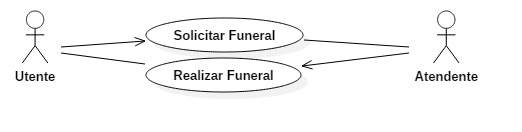 Solicitar Funeral
Realizar Funeral
Utente
Atendente